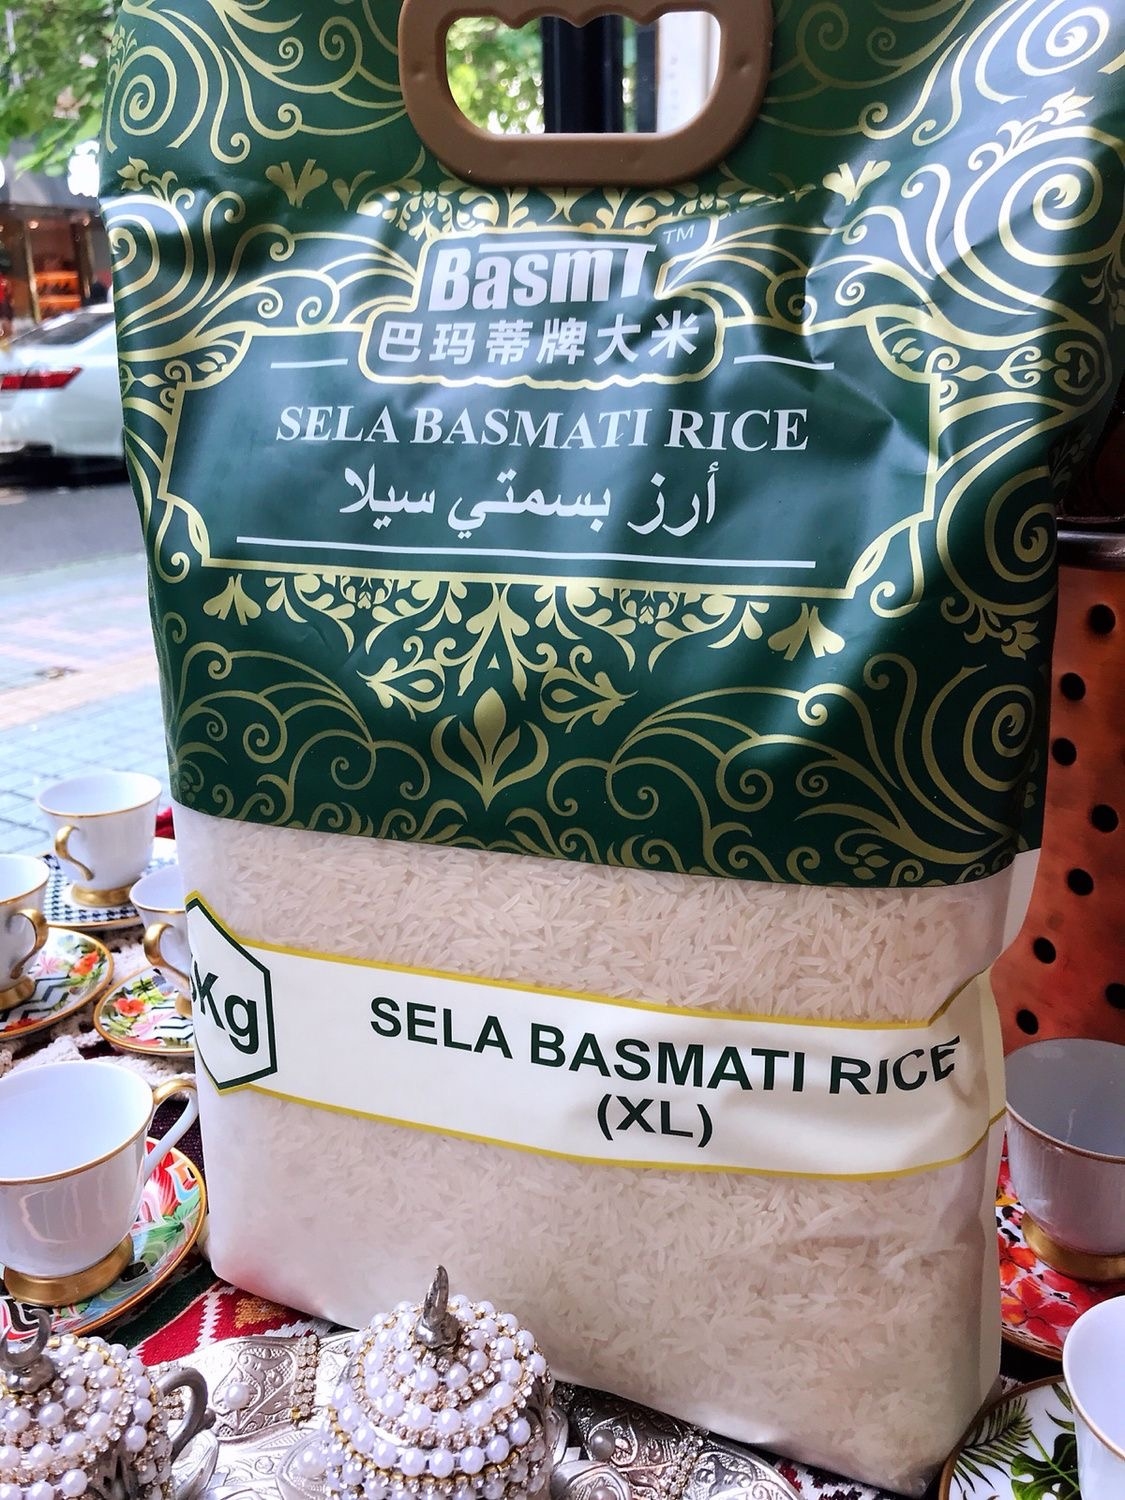 BasmT™
巴玛蒂牌大米
SELA BASMATI RICE
أرز بسمتي سيلا
Kg
SELA BASMATI RICE
(XL)